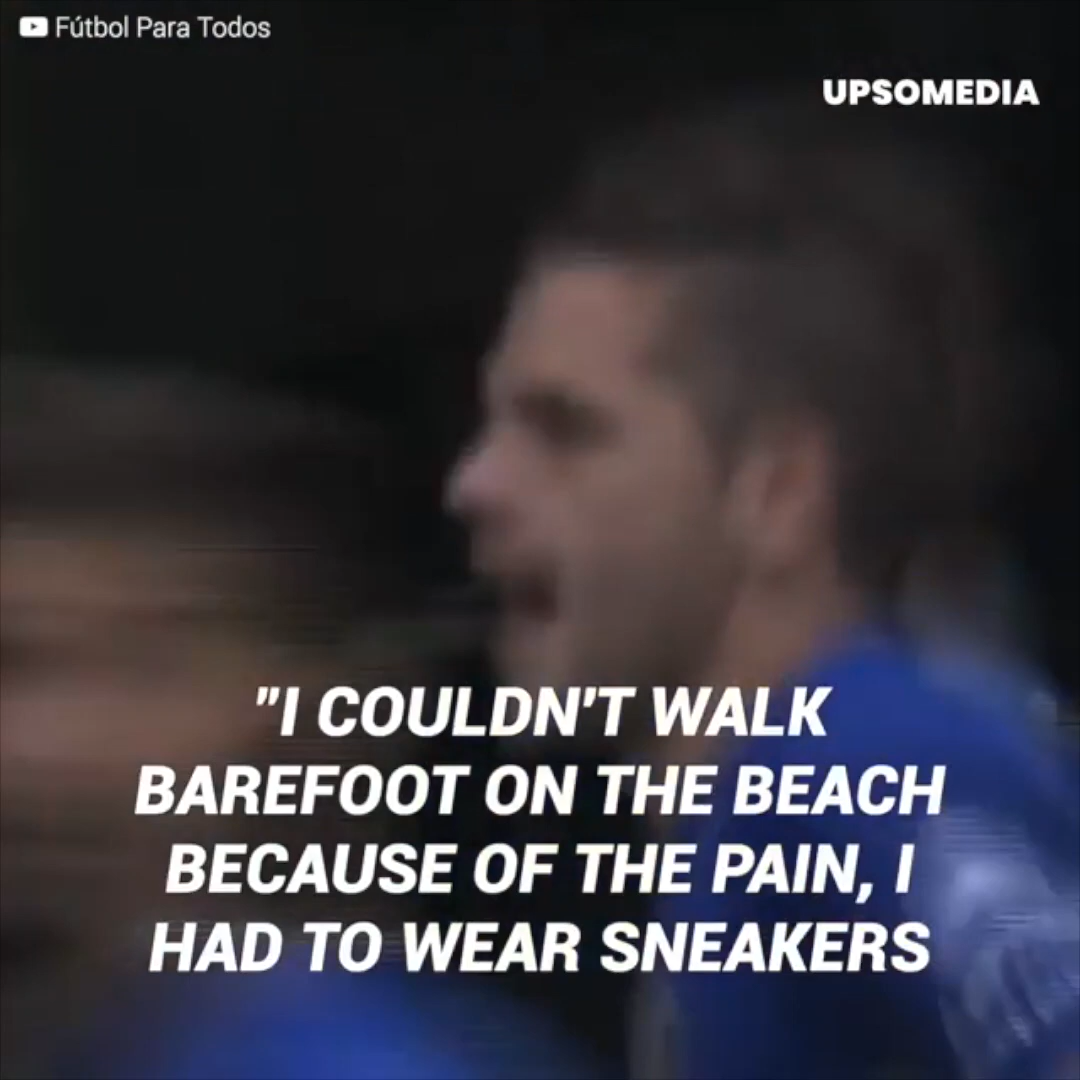 Fútbol Para Todos
UPSOMEDIA
"I COULDN'T WALK
BAREFOOT ON THE BEACH
BECAUSE OF THE PAIN, I
HAD TO WEAR SNEAKERS